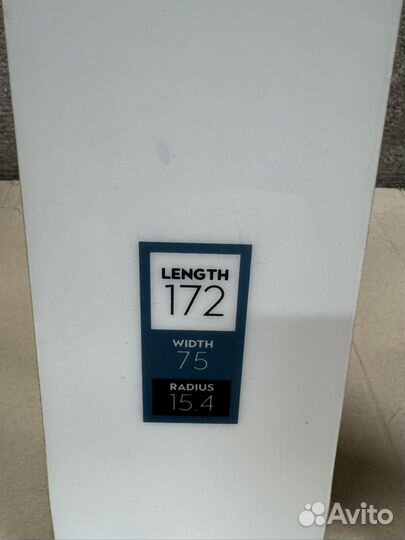 LENGTH
172
WIDTH
75
RADIUS
15.4
Avito